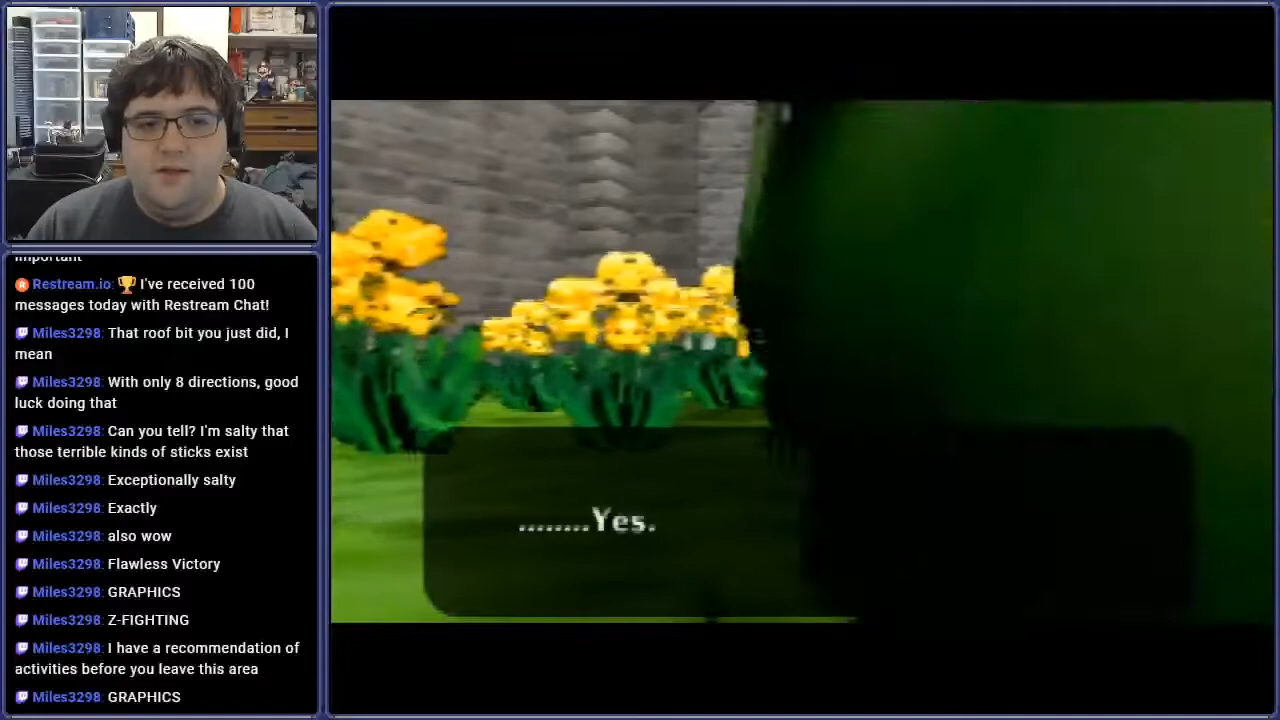 important
Restream.io: 🏆 I've received 100
messages today with Restream Chat!
Miles3298: That roof bit you just did, I
mean
Miles3298: With only 8 directions, good
luck doing that
Miles3298: Can you tell? I'm salty that
those terrible kinds of sticks exist
Miles3298: Exceptionally salty
Miles3298: Exactly
Miles3298: also wow
Miles3298: Flawless Victory
Miles3298: GRAPHICS
Miles3298: Z-FIGHTING
Miles3298: I have a recommendation of
activities before you leave this area
Miles3298: GRAPHICS
........Yes.